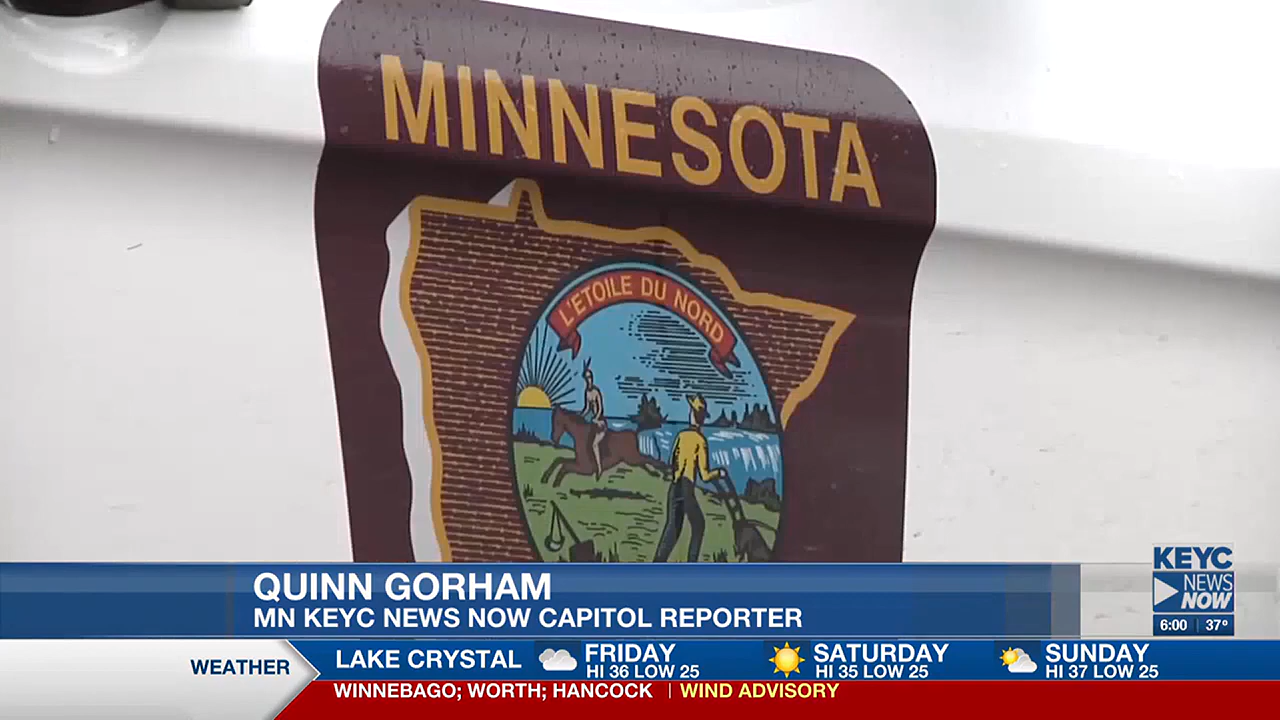 MINNESOTA
L'ETOILE DU NORD
QUINN GORHAM
MN KEYC NEWS NOW CAPITOL REPORTER
KEYC
NEWS
NOW
6:00 37°
WEATHER
LAKE CRYSTAL
FRIDAY
HI 36 LOW 25
SATURDAY
HI 35 LOW 25
SUNDAY
HI 37 LOW 25
WINNEBAGO; WORTH; HANCOCK | WIND ADVISORY